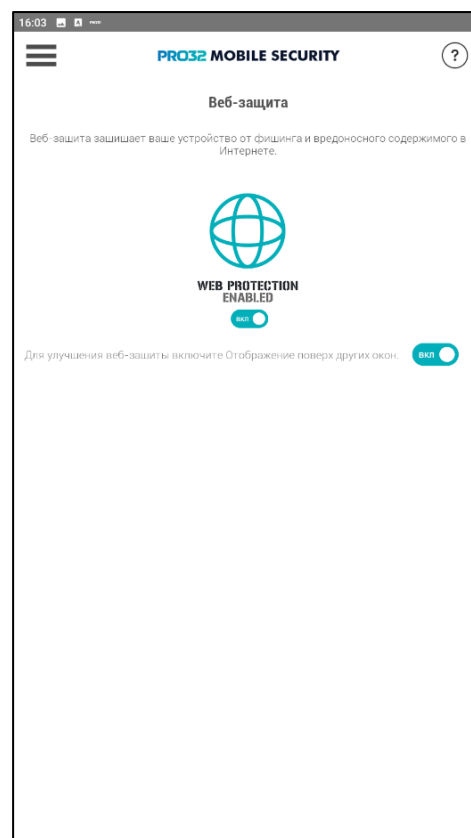 16:03
PRO32 MOBILE SECURITY
?
Веб-защита
Веб-защита защищает ваше устройство от фишинга и вредоносного содержимого в
Интернете.
WEB PROTECTION
ENABLED
ВКЛ
Для улучшения веб-защиты включите Отображение поверх других окон. ВКЛ